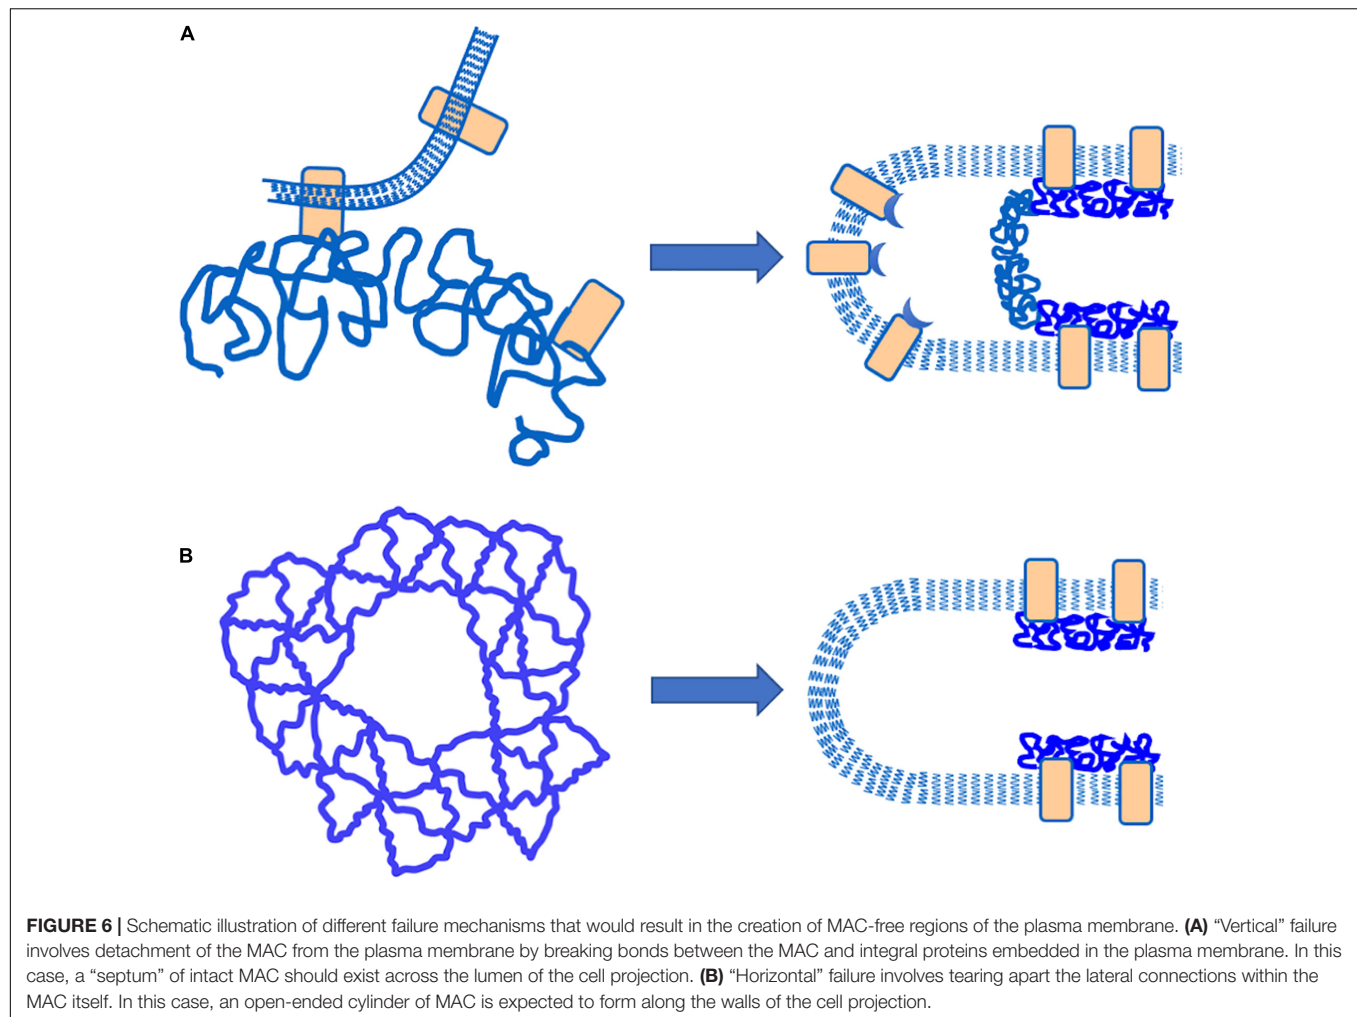 A
B
FIGURE 6 | Schematic illustration of different failure mechanisms that would result in the creation of MAC-free regions of the plasma membrane. (A) “Vertical” failure
involves detachment of the MAC from the plasma membrane by breaking bonds between the MAC and integral proteins embedded in the plasma membrane. In this
case, a “septum” of intact MAC should exist across the lumen of the cell projection. (B) “Horizontal” failure involves tearing apart the lateral connections within the
MAC itself. In this case, an open-ended cylinder of MAC is expected to form along the walls of the cell projection.